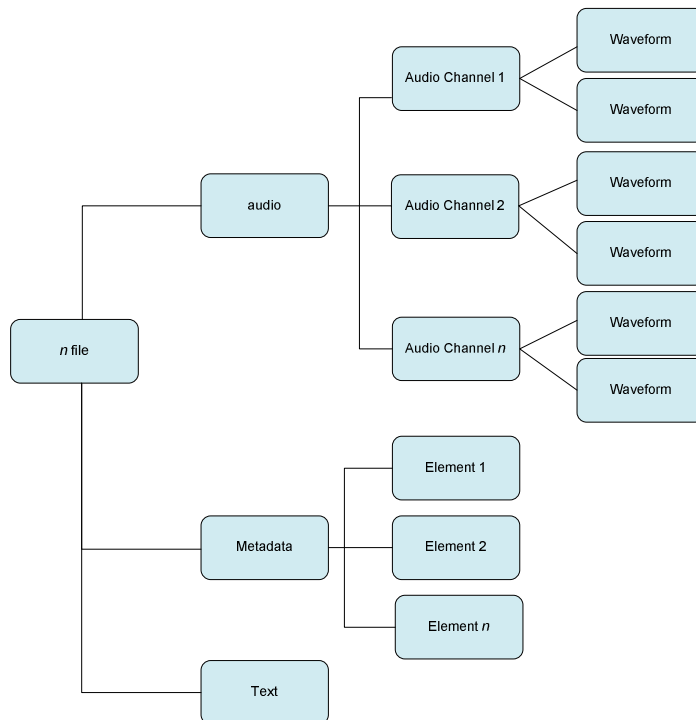 Waveform
Audio Channel 1
Waveform
Waveform
audio
Audio Channel 2
Waveform
Waveform
n file
Audio Channel n
Waveform
Element 1
Metadata
Element 2
Element n
Text